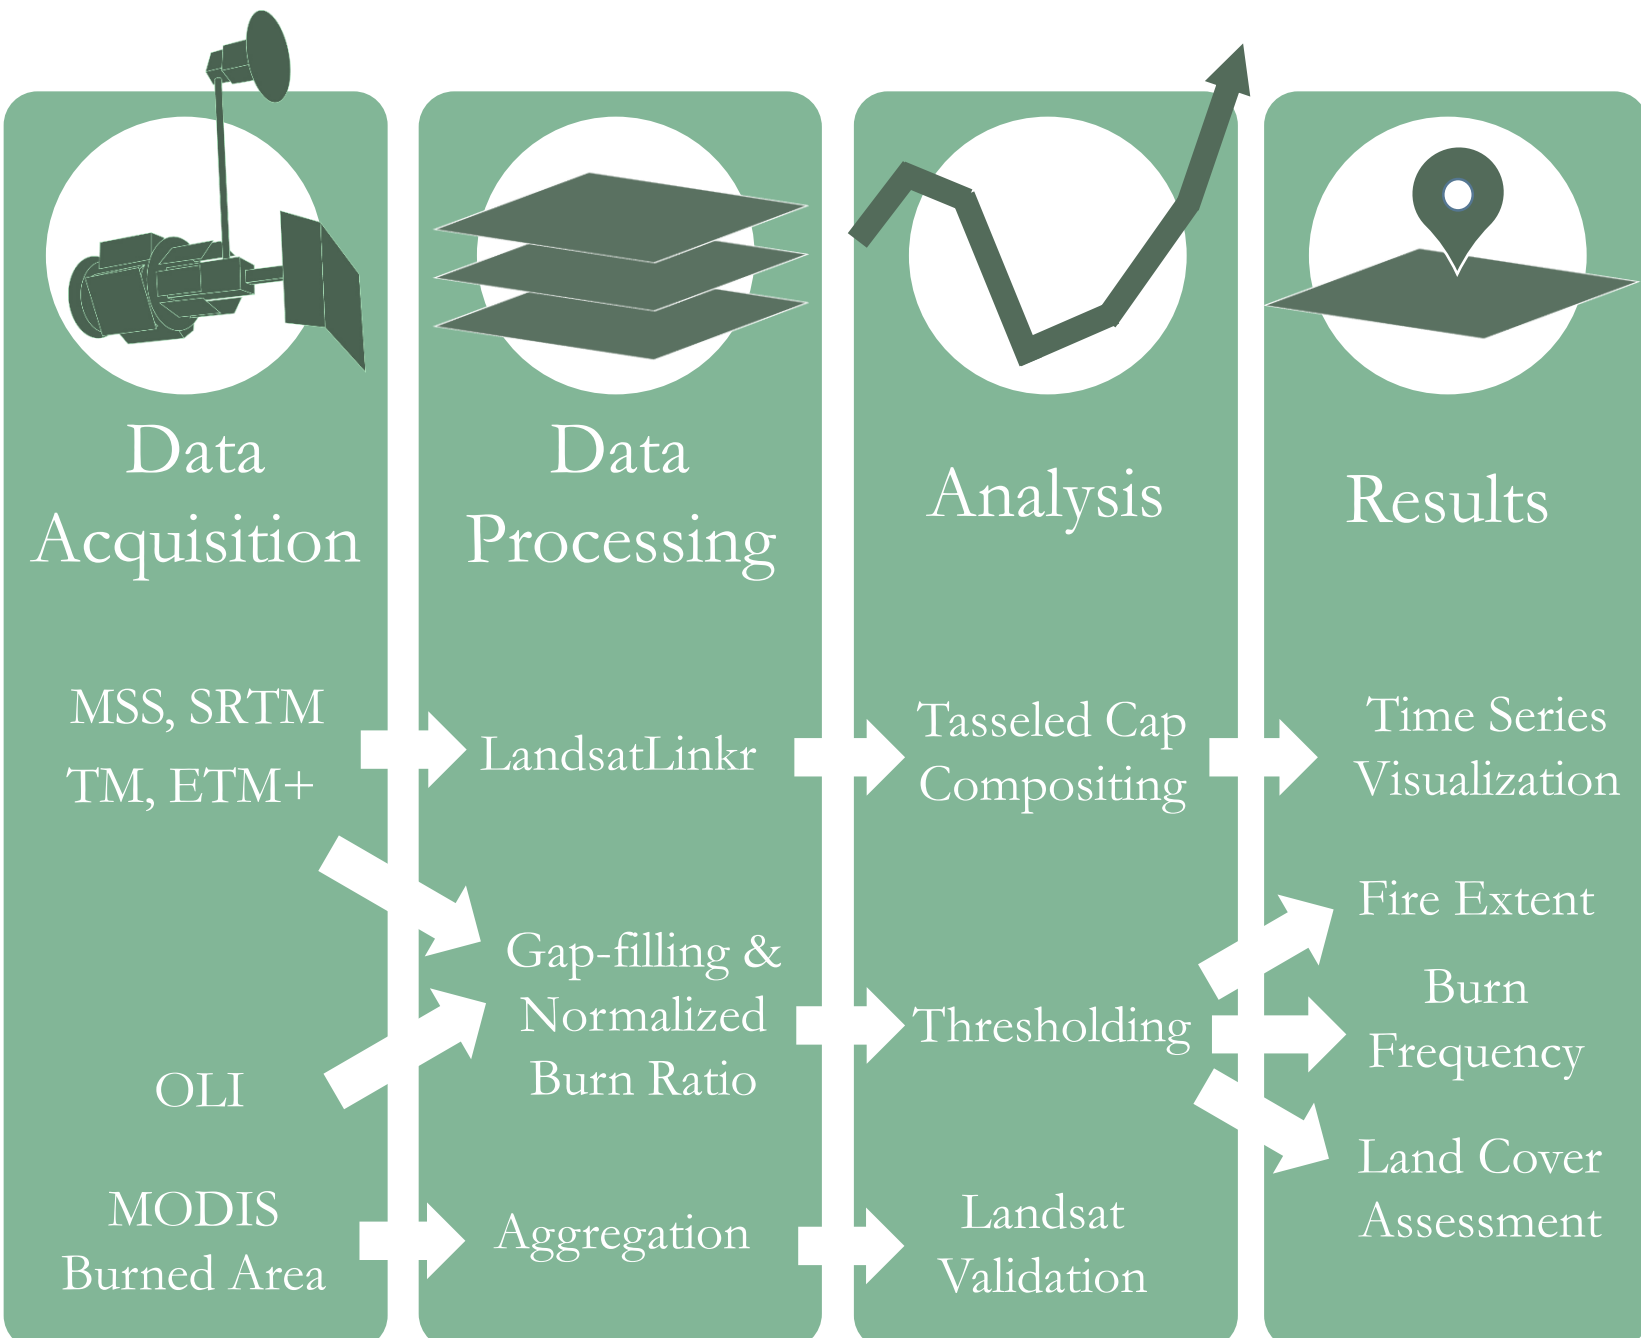 Data
Acquisition
MSS, SRTM
TM, ETM+
OLI
MODIS
Burned Area
Data
Processing
LandsatLinkr
Gap-filling &
Normalized
Burn Ratio
Aggregation
Analysis
Tasseled Cap
Compositing
Thresholding
Landsat
Validation
Results
Time Series
Visualization
Fire Extent
Burn
Frequency
Land Cover
Assessment